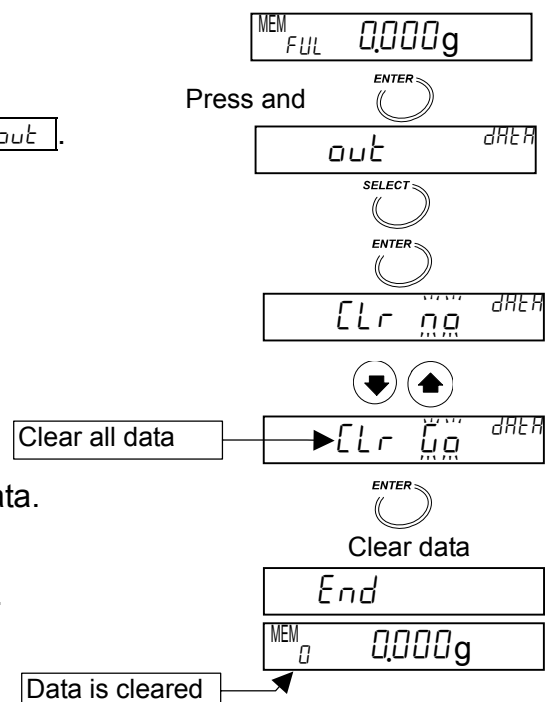 MEM
FUL 0.000g
ENTER
Press and
out .
out dAtA
SELECT
ENTER
CLr no dAtA
Clear all data
CLr Go dAtA
ENTER
ata.
Clear data
End
MEM
0 0.000g
Data is cleared